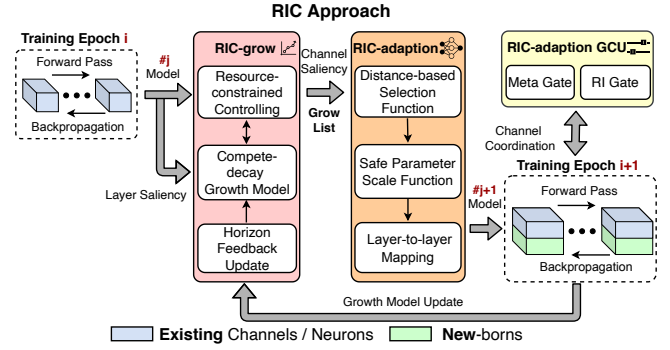 RIC Approach
Training Epoch i
Forward Pass
Backpropagation
#j
Model
Layer Saliency
RIC-grow
Resource-
constrained
Controlling
Compete-
decay
Growth Model
Horizon
Feedback
Update
Channel
Saliency
Grow
List
RIC-adaption
Distance-based
Selection
Function
Safe Parameter
Scale Function
Layer-to-layer
Mapping
#j+1
Model
RIC-adaption GCU
Meta Gate
RI Gate
Channel
Coordination
Training Epoch i+1
Forward Pass
Backpropagation
Growth Model Update
Existing Channels / Neurons
New-borns